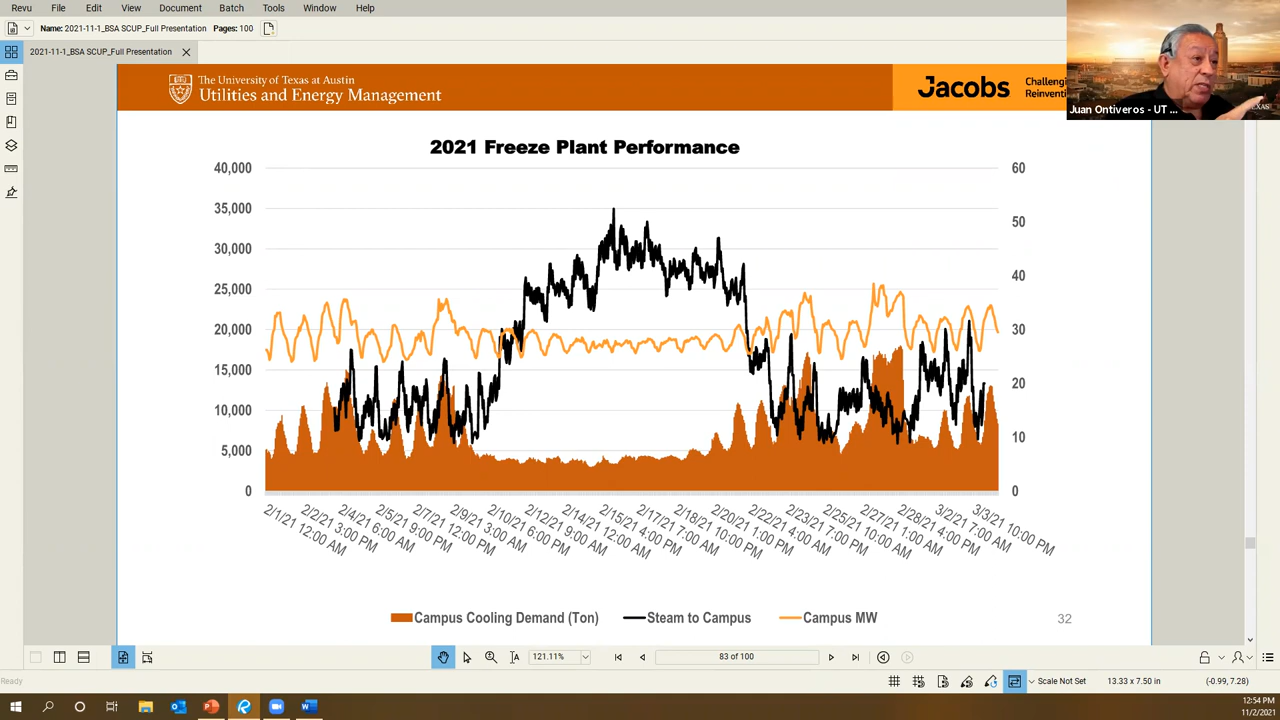 Revu File Edit View Document Batch Tools Window Help
Name: 2021-11-1_BSA SCUP_Full Presentation Pages: 100
2021-11-1_BSA SCUP_Full Presentation
The University of Texas at Austin
Utilities and Energy Management
Jacobs
Challengi
Reinventi
TEXAS
Juan Ontiveros - UT ...
2021 Freeze Plant Performance
40,000 60
35,000 50
30,000
25,000 40
20,000 30
15,000 20
10,000
5,000 10
0 0
2/1/21 12:00 AM
2/2/21 3:00 PM
2/4/21 6:00 AM
2/5/21 9:00 PM
2/7/21 12:00 PM
2/9/21 3:00 AM
2/10/21 6:00 PM
2/12/21 9:00 AM
2/14/21 12:00 AM
2/15/21 4:00 PM
2/17/21 7:00 AM
2/18/21 10:00 PM
2/20/21 1:00 PM
2/22/21 4:00 AM
2/23/21 7:00 PM
2/25/21 10:00 AM
2/27/21 1:00 AM
2/28/21 4:00 PM
3/2/21 7:00 AM
3/3/21 10:00 PM
Campus Cooling Demand (Ton) Steam to Campus Campus MW
32
121.11% 83 of 100
Ready Scale Not Set 13.33 x 7.50 in (-0.99, 7.28)
12:54 PM
11/2/2021